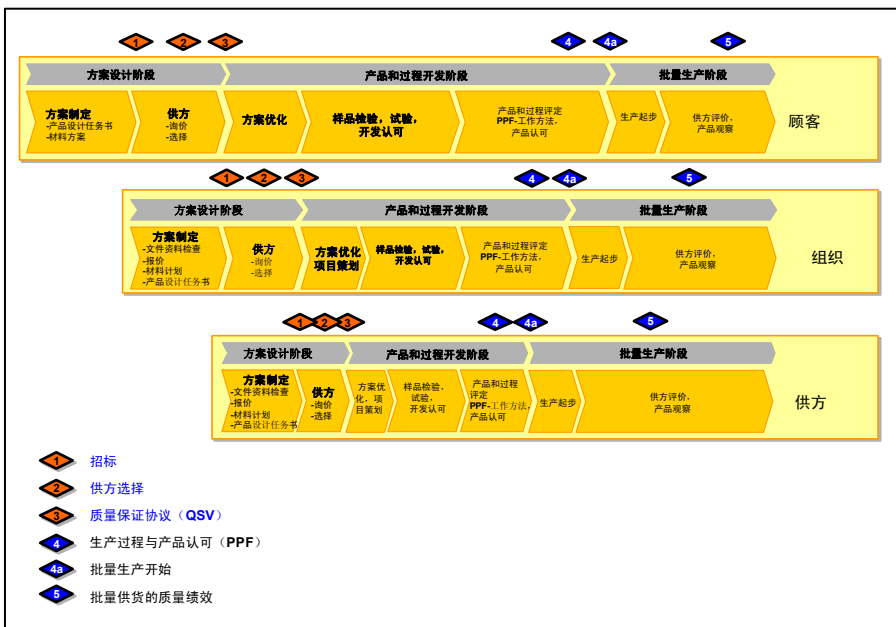 1 2 3 4 4a 5
方案设计阶段 产品和过程开发阶段 批量生产阶段
方案制定
-产品设计任务书
-材料方案
供方
-询价
-选择
方案优化
样品检验，试验，
开发认可
产品和过程评定
PPF-工作方法，
产品认可
生产起步
供方评价，
产品观察
顾客
1 2 3 4 4a 5
方案设计阶段 产品和过程开发阶段 批量生产阶段
方案制定
-文件资料检查
-报价
-材料计划
-产品设计任务书
供方
-询价
-选择
方案优化
项目策划
样品检验，试验，
开发认可
产品和过程评定
PPF-工作方法，
产品认可
生产起步
供方评价，
产品观察
组织
1 2 3 4 4a 5
方案设计阶段 产品和过程开发阶段 批量生产阶段
方案制定
-文件资料检查
-报价
-材料计划
-产品设计任务书
供方
-询价
-选择
方案优
化，项
目策划
样品检验，
试验，
开发认可
产品和过程
评定
PPF-工作方法，
产品认可
生产起步
供方评价，
产品观察
供方
1 招标
2 供方选择
3 质量保证协议（QSV）
4 生产过程与产品认可（PPF）
4a 批量生产开始
5 批量供货的质量绩效